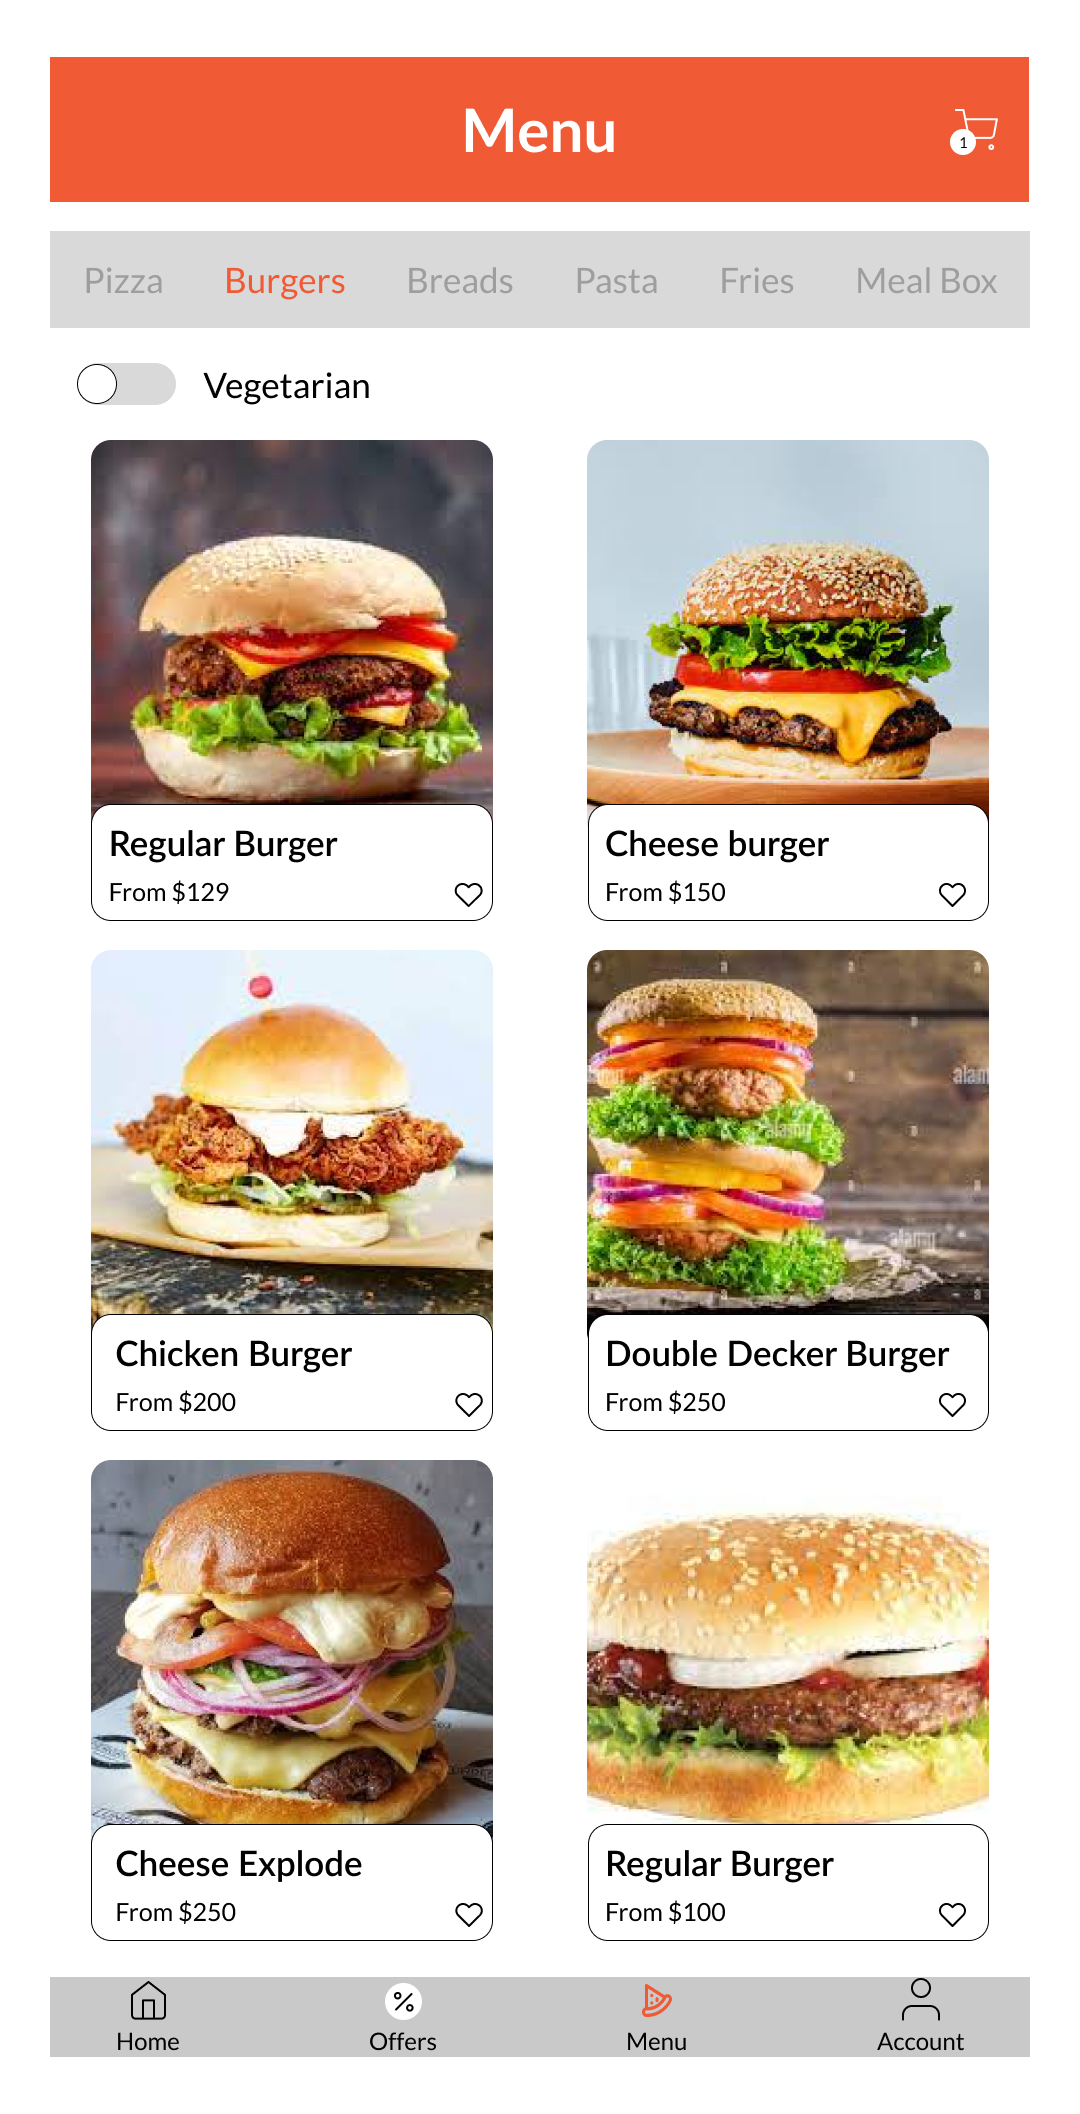 Menu
1
Pizza Burgers Breads Pasta Fries Meal Box
Vegetarian
Regular Burger
From $129
Cheese burger
From $150
alamy
alamy
Chicken Burger
From $200
Double Decker Burger
From $250
Cheese Explode
From $250
Regular Burger
From $100
Home
Offers
Menu
Account